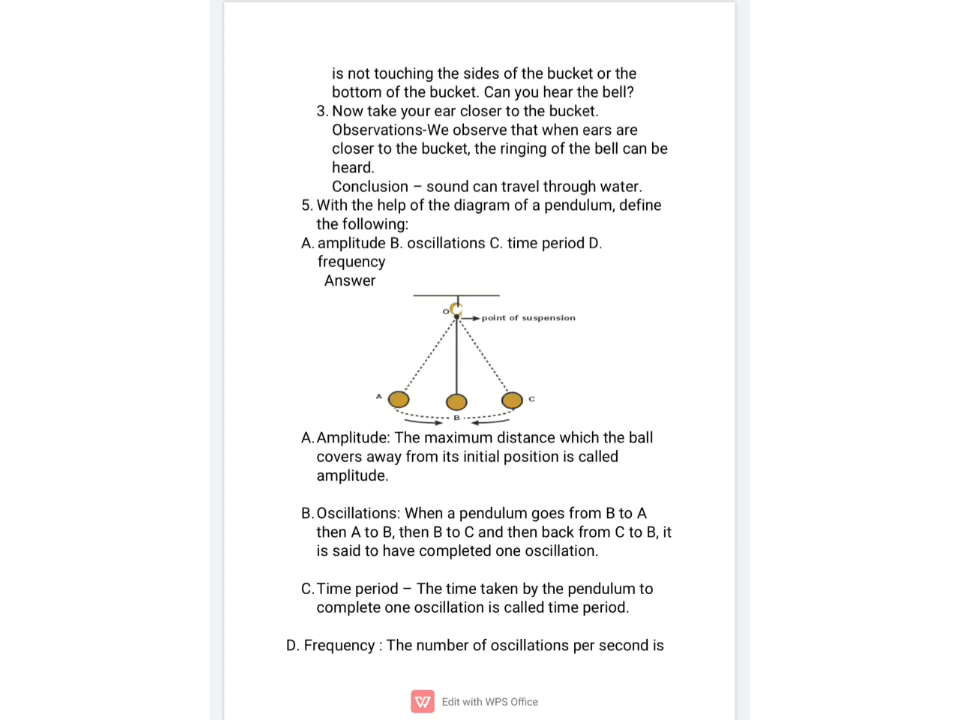 is not touching the sides of the bucket or the
bottom of the bucket. Can you hear the bell?
3. Now take your ear closer to the bucket.
Observations-We observe that when ears are
closer to the bucket, the ringing of the bell can be
heard.
Conclusion – sound can travel through water.
5. With the help of the diagram of a pendulum, define
the following:
A. amplitude B. oscillations C. time period D.
frequency
Answer
O
point of suspension
A
C
B
A. Amplitude: The maximum distance which the ball
covers away from its initial position is called
amplitude.
B. Oscillations: When a pendulum goes from B to A
then A to B, then B to C and then back from C to B, it
is said to have completed one oscillation.
C. Time period – The time taken by the pendulum to
complete one oscillation is called time period.
D. Frequency : The number of oscillations per second is
W Edit with WPS Office